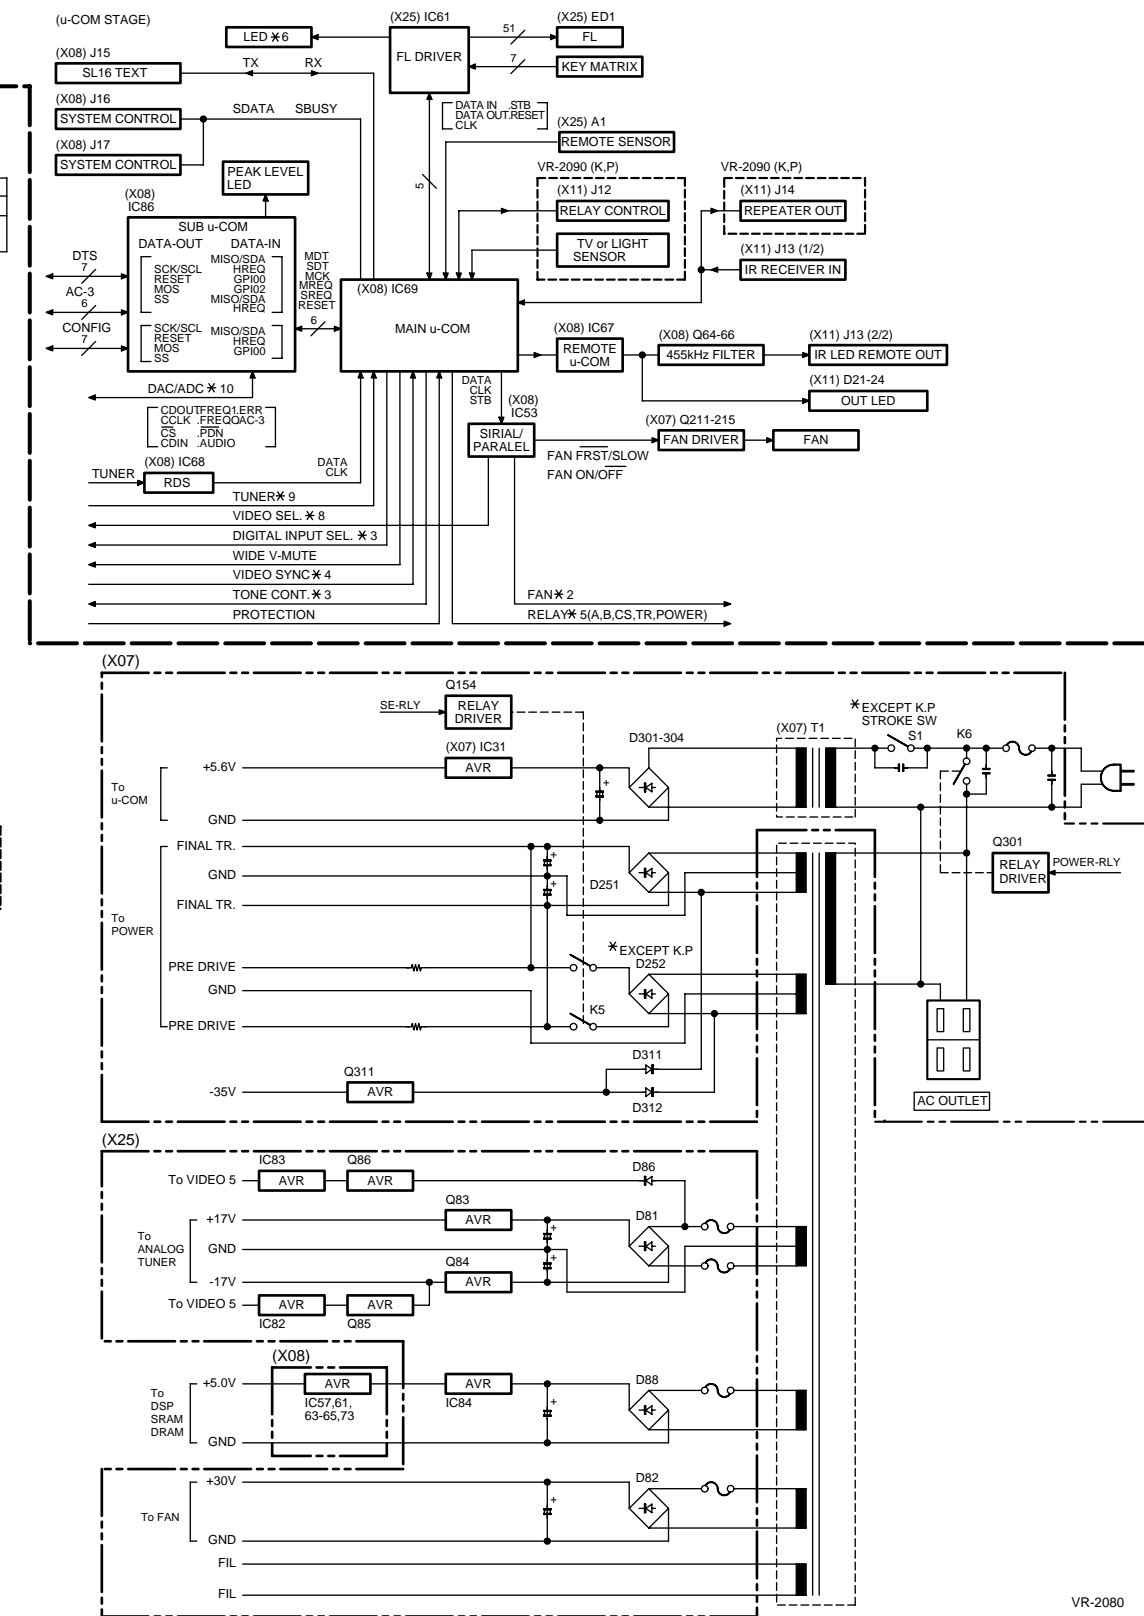 (u-COM STAGE)
(X25) IC61
(X25) ED1
LED * 6
51
FL
(X08) J15
FL DRIVER
TX RX
7
SL16 TEXT
KEY MATRIX
(X08) J16
SDATA SBUSY
DATA IN .STB
DATA OUT.RESET
CLK
SYSTEM CONTROL
(X25) A1
(X08) J17
REMOTE SENSOR
SYSTEM CONTROL
PEAK LEVEL
LED
VR-2090 (K,P)
VR-2090 (K,P)
5
(X11) J12
(X11) J14
(X08)
IC86
RELAY CONTROL
REPEATER OUT
SUB u-COM
DATA-OUT DATA-IN
TV or LIGHT
SENSOR
(X11) J13 (1/2)
IR RECEIVER IN
DTS
7
SCK/SCL
RESET
MOS
SS
MISO/SDA
HREQ
GPI00
GPI02
MISO/SDA
HREQ
AC-3
6
MDT
SDT
MCK
MREQ
SREQ
RESET
6
(X08) IC69
MAIN u-COM
CONFIG
7
SCK/SCL
RESET
MOS
SS
MISO/SDA
HREQ
GPI00
(X08) IC67
(X08) Q64-66
(X11) J13 (2/2)
REMOTE
u-COM
455kHz FILTER
IR LED REMOTE OUT
(X11) D21-24
OUT LED
DAC/ADC * 10
DATA
CLK
STB
(X08)
IC53
CDOUTFREQ1.ERR
CCLK .FREQOAC-3
CS .PDN
CDIN .AUDIO
(X07) Q211-215
SIRIAL/
PARALEL
FAN DRIVER
FAN
FAN FRST/SLOW
FAN ON/OFF
(X08) IC68
DATA
CLK
TUNER
RDS
TUNER* 9
VIDEO SEL. * 8
DIGITAL INPUT SEL. * 3
WIDE V-MUTE
VIDEO SYNC* 4
TONE CONT. * 3
FAN* 2
PROTECTION
RELAY* 5(A,B,CS,TR,POWER)
(X07)
Q154
SE-RLY
RELAY
DRIVER
* EXCEPT K.P
STROKE SW
(X07) T1
S1
K6
(X07) IC31
D301-304
+5.6V
AVR
+
To
u-COM
GND
FINAL TR.
+
Q301
GND
D251
RELAY
DRIVER
POWER-RLY
+
FINAL TR.
To
POWER
* EXCEPT K.P
D252
PRE DRIVE
GND
K5
PRE DRIVE
D311
Q311
-35V
AVR
D312
AC OUTLET
(X25)
IC83
Q86
D86
To VIDEO 5
AVR
AVR
Q83
D81
+17V
AVR
+
To
ANALOG
TUNER
GND
Q84
+
-17V
AVR
To VIDEO 5
AVR
AVR
IC82
Q85
(X08)
+5.0V
AVR
AVR
D88
IC57,61,
63-65,73
IC84
+
To
DSP
SRAM
DRAM
GND
+30V
D82
+
To FAN
GND
FIL
FIL
VR-2080